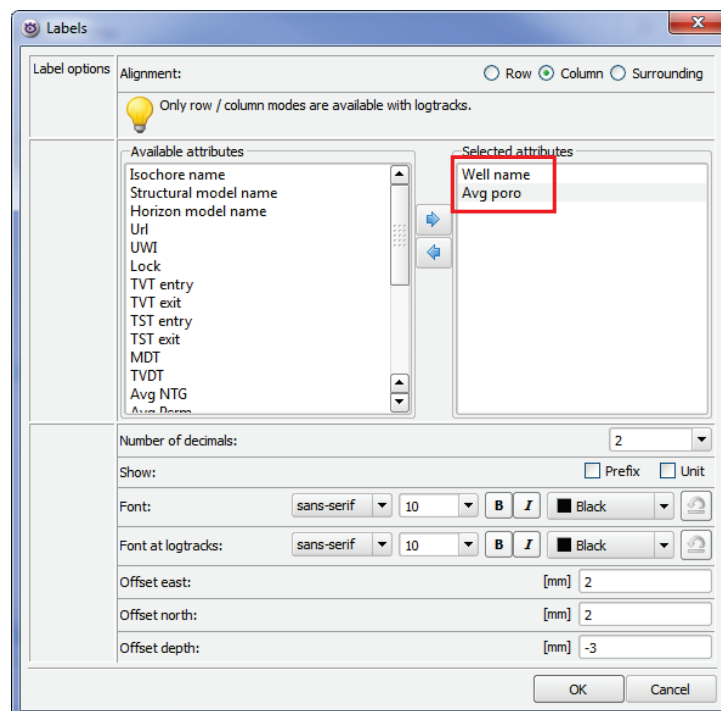 Labels
Label options
Alignment:
Row
Column
Surrounding
Only row / column modes are available with logtracks.
Available attributes
Isochore name
Structural model name
Horizon model name
Url
UWI
Lock
TVT entry
TVT exit
TST entry
TST exit
MDT
TVDT
Avg NTG
Avg Perm
Selected attributes
Well name
Avg poro
Number of decimals: 2
Show: Prefix Unit
Font: sans-serif 10 B I Black
Font at logtracks: sans-serif 10 B I Black
Offset east: [mm] 2
Offset north: [mm] 2
Offset depth: [mm] -3
OK Cancel